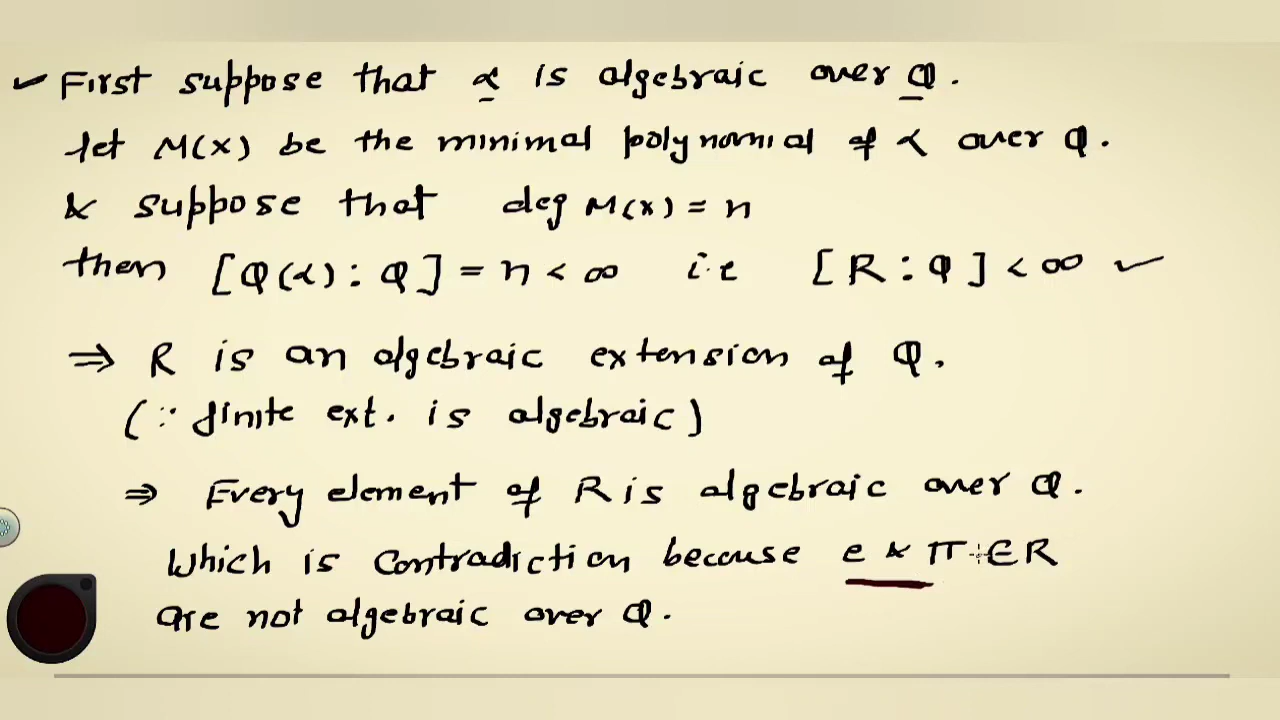 ✓ First suppose that α is algebraic over Q.
let M(x) be the minimal polynomial of α over Q.
& suppose that deg M(x) = n
then [Q(α) : Q] = n < ∞ i.e [R : Q] < ∞ ✓
⇒ R is an algebraic extension of Q.
(∵ finite ext. is algebraic)
⇒ Every element of R is algebraic over Q.
Which is contradiction because e & π ∈ R
are not algebraic over Q.